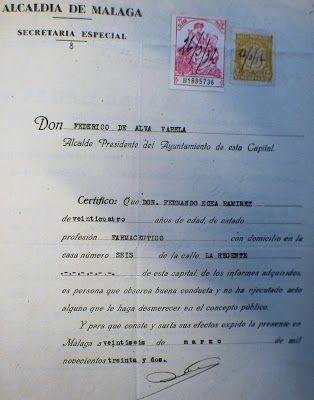 ALCALDIA DE MALAGA
SECRETARIA ESPECIAL
8
B1895736
Don FEDERICO DE ALVA VARELA
Alcalde Presidente del Ayuntamiento de esta Capital.
Certifico: Que DON. FERNANDO EGEA RAMIREZ
de veinticuatro años de edad, de estado
profesión FARMACEUTICO con domicilio en la
casa número SEIS de la calle LA REGENTE
-.-.-.-.-.-. de esta capital, de los informes adquiridos,
es persona que observa buena conducta y no ha ejecutado acto
alguno que le haga desmerecer en el concepto público.
Y para que conste y surta sus efectos expido la presente en
Málaga a veintiseis de marzo de mil
novecientos treinta y dos.